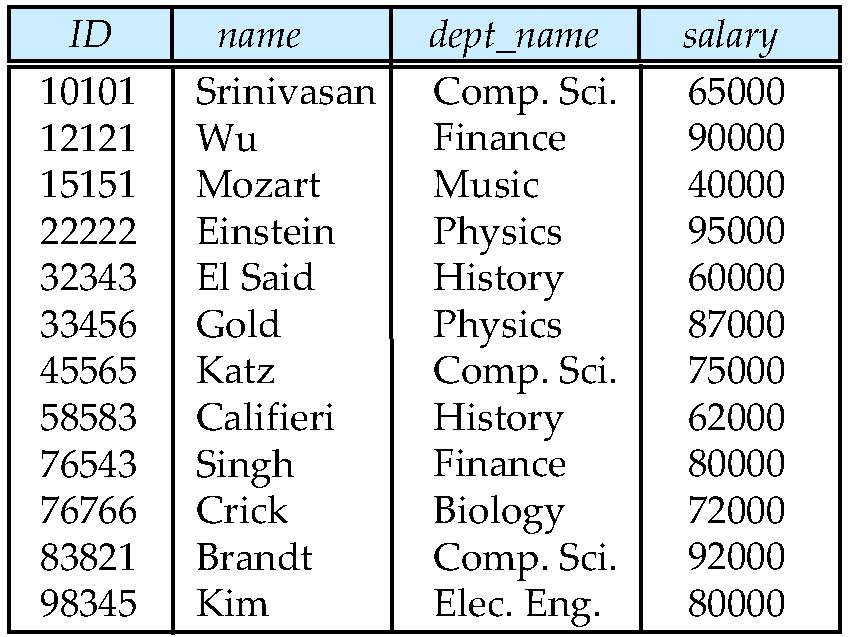 ID name dept_name salary
10101 Srinivasan Comp. Sci. 65000
12121 Wu Finance 90000
15151 Mozart Music 40000
22222 Einstein Physics 95000
32343 El Said History 60000
33456 Gold Physics 87000
45565 Katz Comp. Sci. 75000
58583 Califieri History 62000
76543 Singh Finance 80000
76766 Crick Biology 72000
83821 Brandt Comp. Sci. 92000
98345 Kim Elec. Eng. 80000